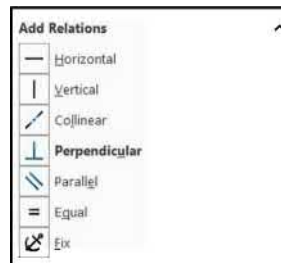 Add Relations
Horizontal
Vertical
Collinear
Perpendicular
Parallel
Equal
Fix